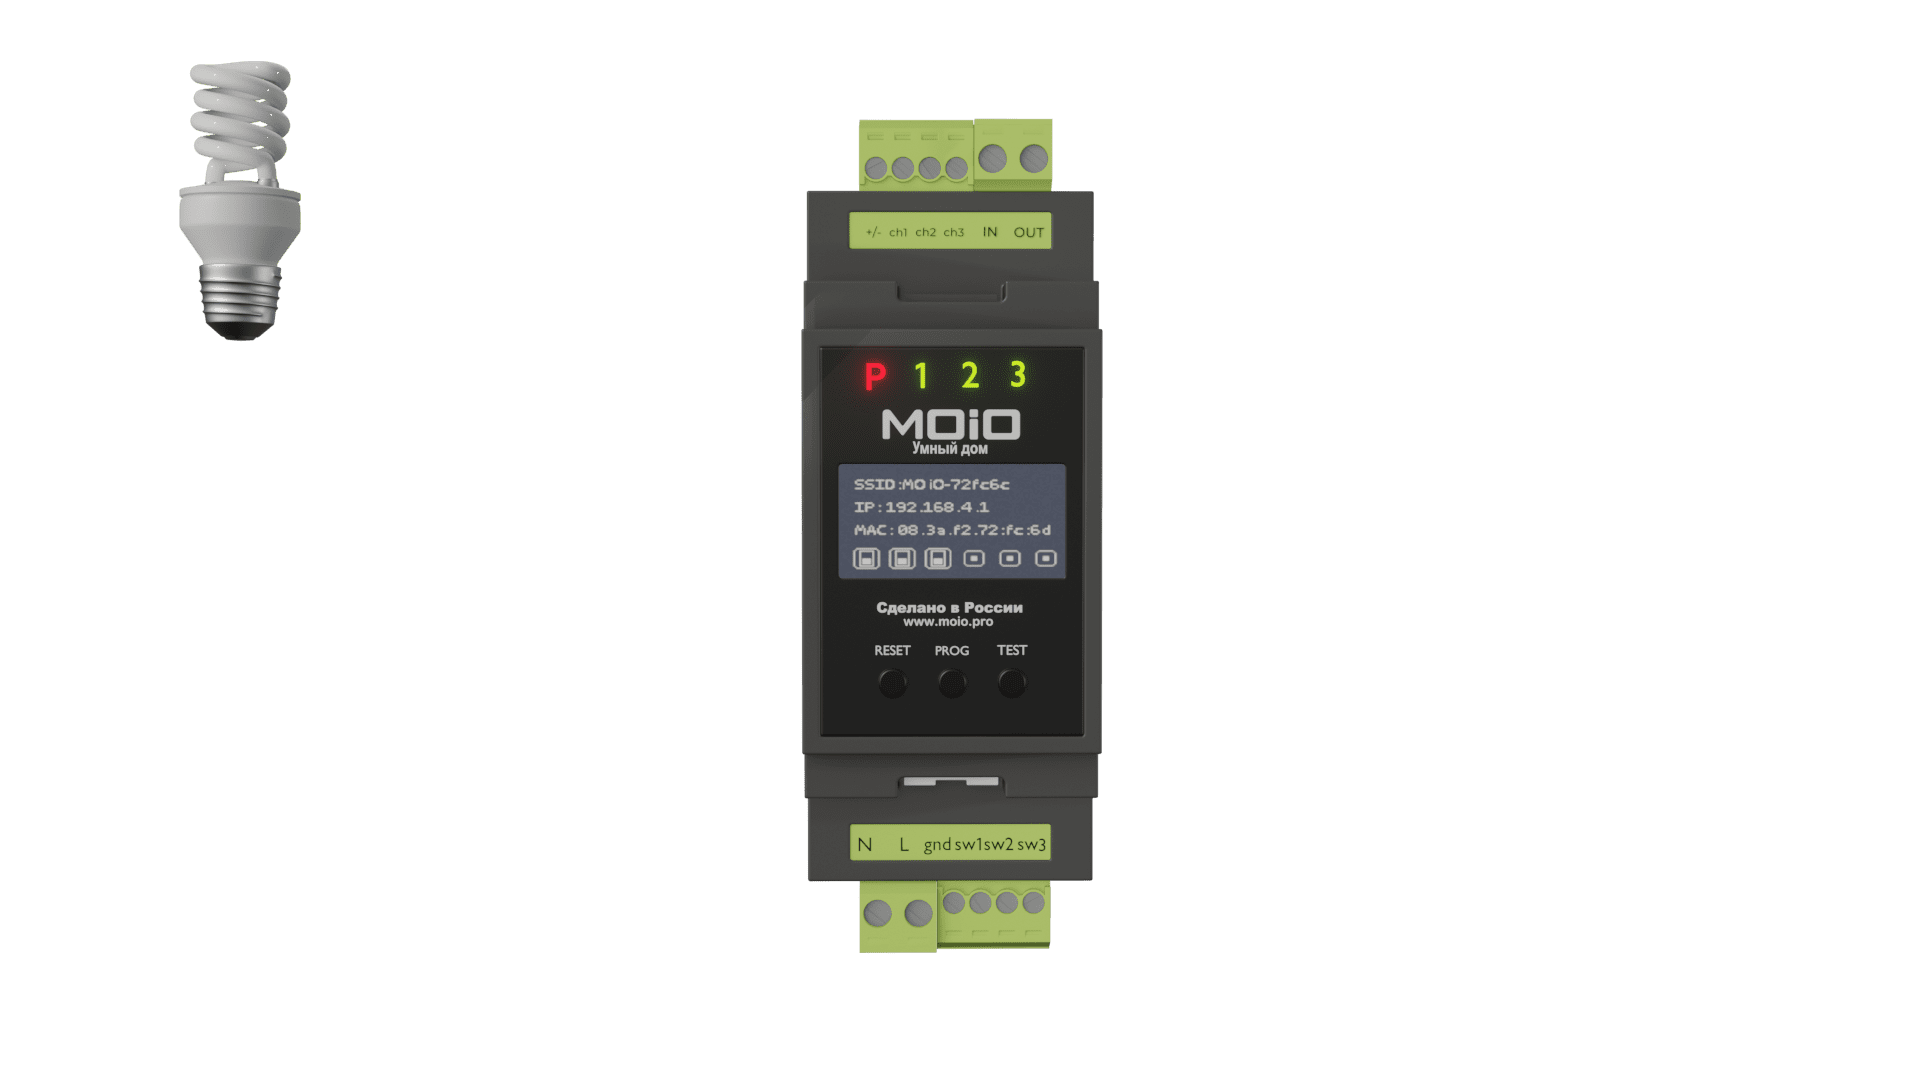 +/- ch1 ch2 ch3 IN OUT
P 1 2 3
MOiO
Умный дом
SSID:MOiO-72fc6c
IP:192.168.4.1
MAC:08.3a.f2.72:fc:6d
Сделано в России
www.moio.pro
RESET PROG TEST
N L gnd sw1 sw2 sw3